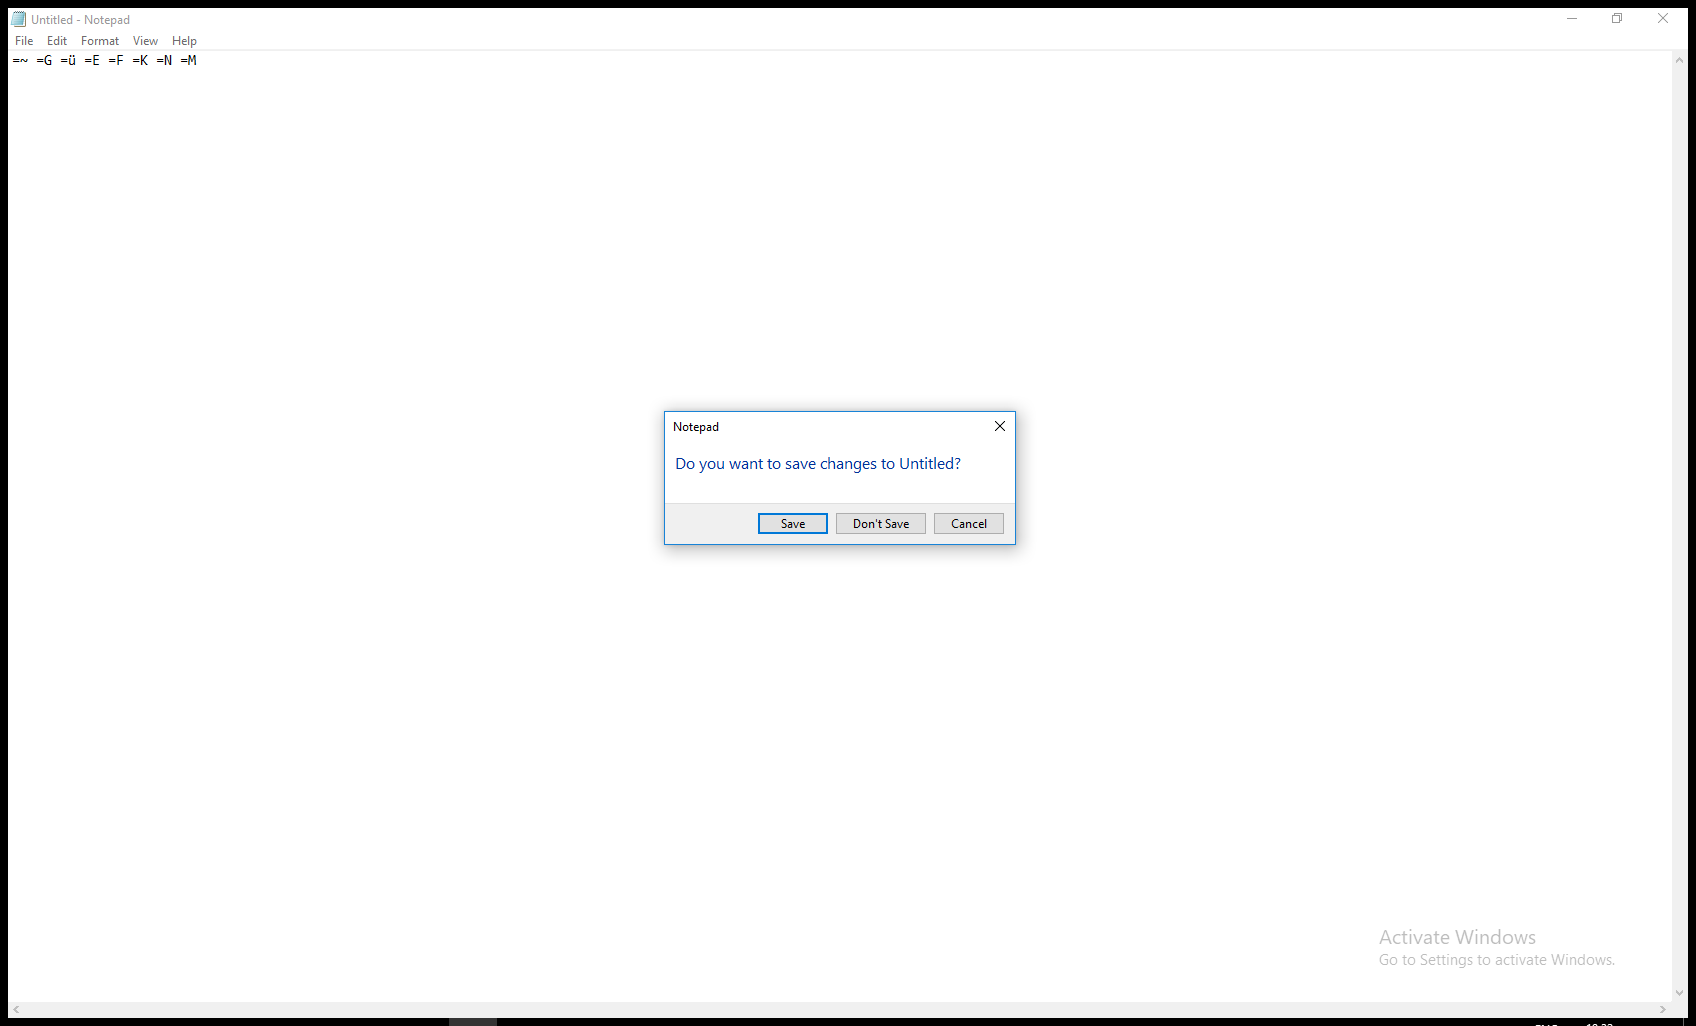 Untitled - Notepad
File Edit Format View Help
=~ =G =ü =E =F =K =N =M
Notepad
Do you want to save changes to Untitled?
Save Don't Save Cancel
Activate Windows
Go to Settings to activate Windows.